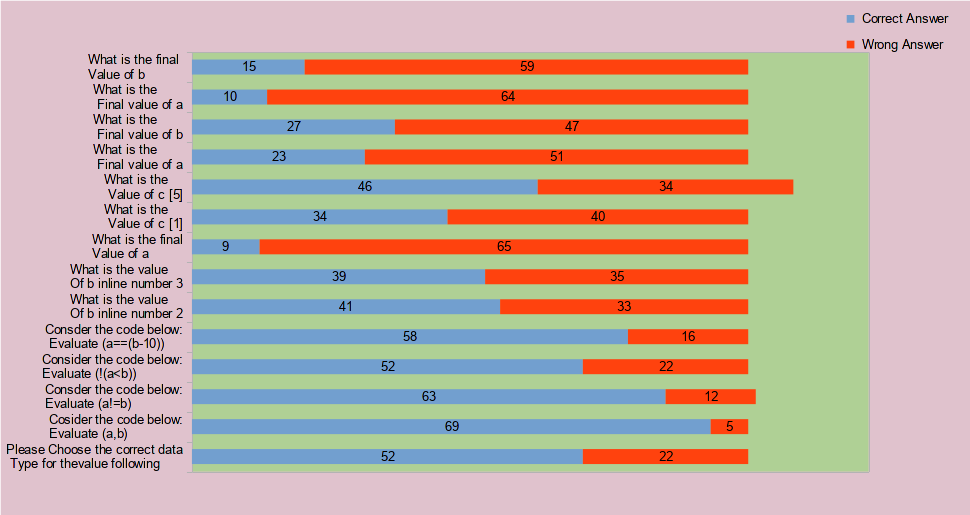 Correct Answer
Wrong Answer
What is the final
Value of b
15 59
What is the
Final value of a
10 64
What is the
Final value of b
27 47
What is the
Final value of a
23 51
What is the
Value of c [5]
46 34
What is the
Value of c [1]
34 40
What is the final
Value of a
9 65
What is the value
Of b inline number 3
39 35
What is the value
Of b inline number 2
41 33
Consder the code below:
Evaluate (a==(b-10))
58 16
Consider the code below:
Evaluate (!(a<b))
52 22
Consder the code below:
Evaluate (a!=b)
63 12
Cosider the code below:
Evaluate (a,b)
69 5
Please Choose the correct data
Type for thevalue following
52 22